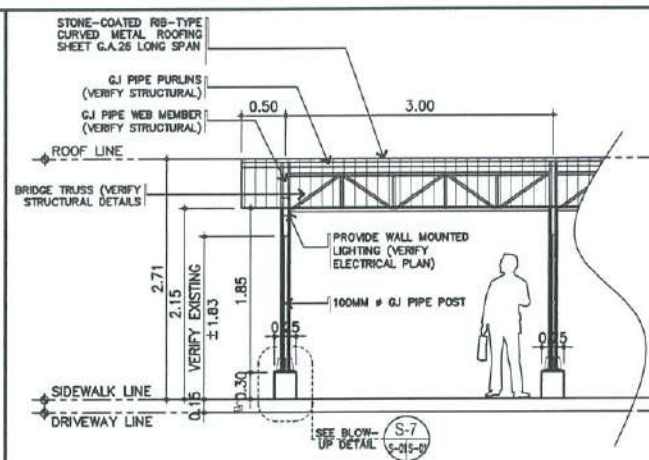 STONE-COATED RIB-TYPE
CURVED METAL ROOFING
SHEET G.A.26 LONG SPAN
G.I PIPE PURLINS
(VERIFY STRUCTURAL)
G.I PIPE WEB MEMBER
(VERIFY STRUCTURAL)
0.50
3.00
ROOF LINE
BRIDGE TRUSS (VERIFY
STRUCTURAL DETAILS
PROVIDE WALL MOUNTED
LIGHTING (VERIFY
ELECTRICAL PLAN)
2.71
2.15
VERIFY EXISTING
±1.83
1.85
100MM ø G.I PIPE POST
0.25
0.25
0.30
SIDEWALK LINE
0.15
DRIVEWAY LINE
SEE BLOW-
UP DETAIL
S-7
S-01
S-01